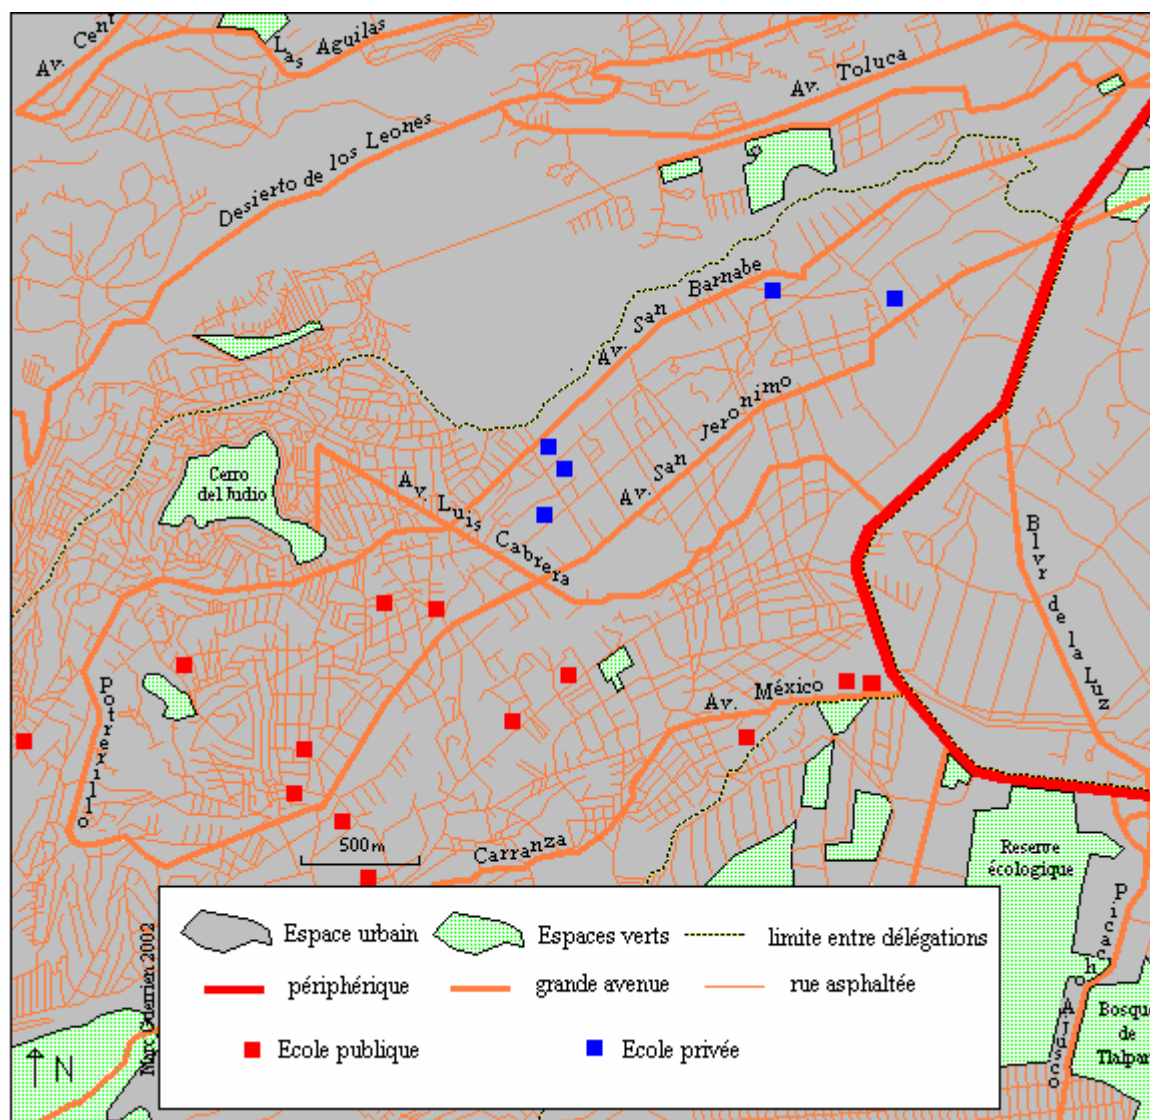 Av. Cent
Las Aguilas
Av. Toluca
Desierto de los Leones
Av. San Barnabe
Av. San Jeronimo
Cerro
del Judio
Av. Luis Cabrera
Blvr de la Luz
Potrerillo
Av. México
500m
Carranza
Reserve
écologique
Picacho Ajusco
Bosque
de
Tlalpan
Espace urbain
Espaces verts
limite entre délégations
périphérique
grande avenue
rue asphaltée
Ecole publique
Ecole privée
N
Marc Guerrien 2002